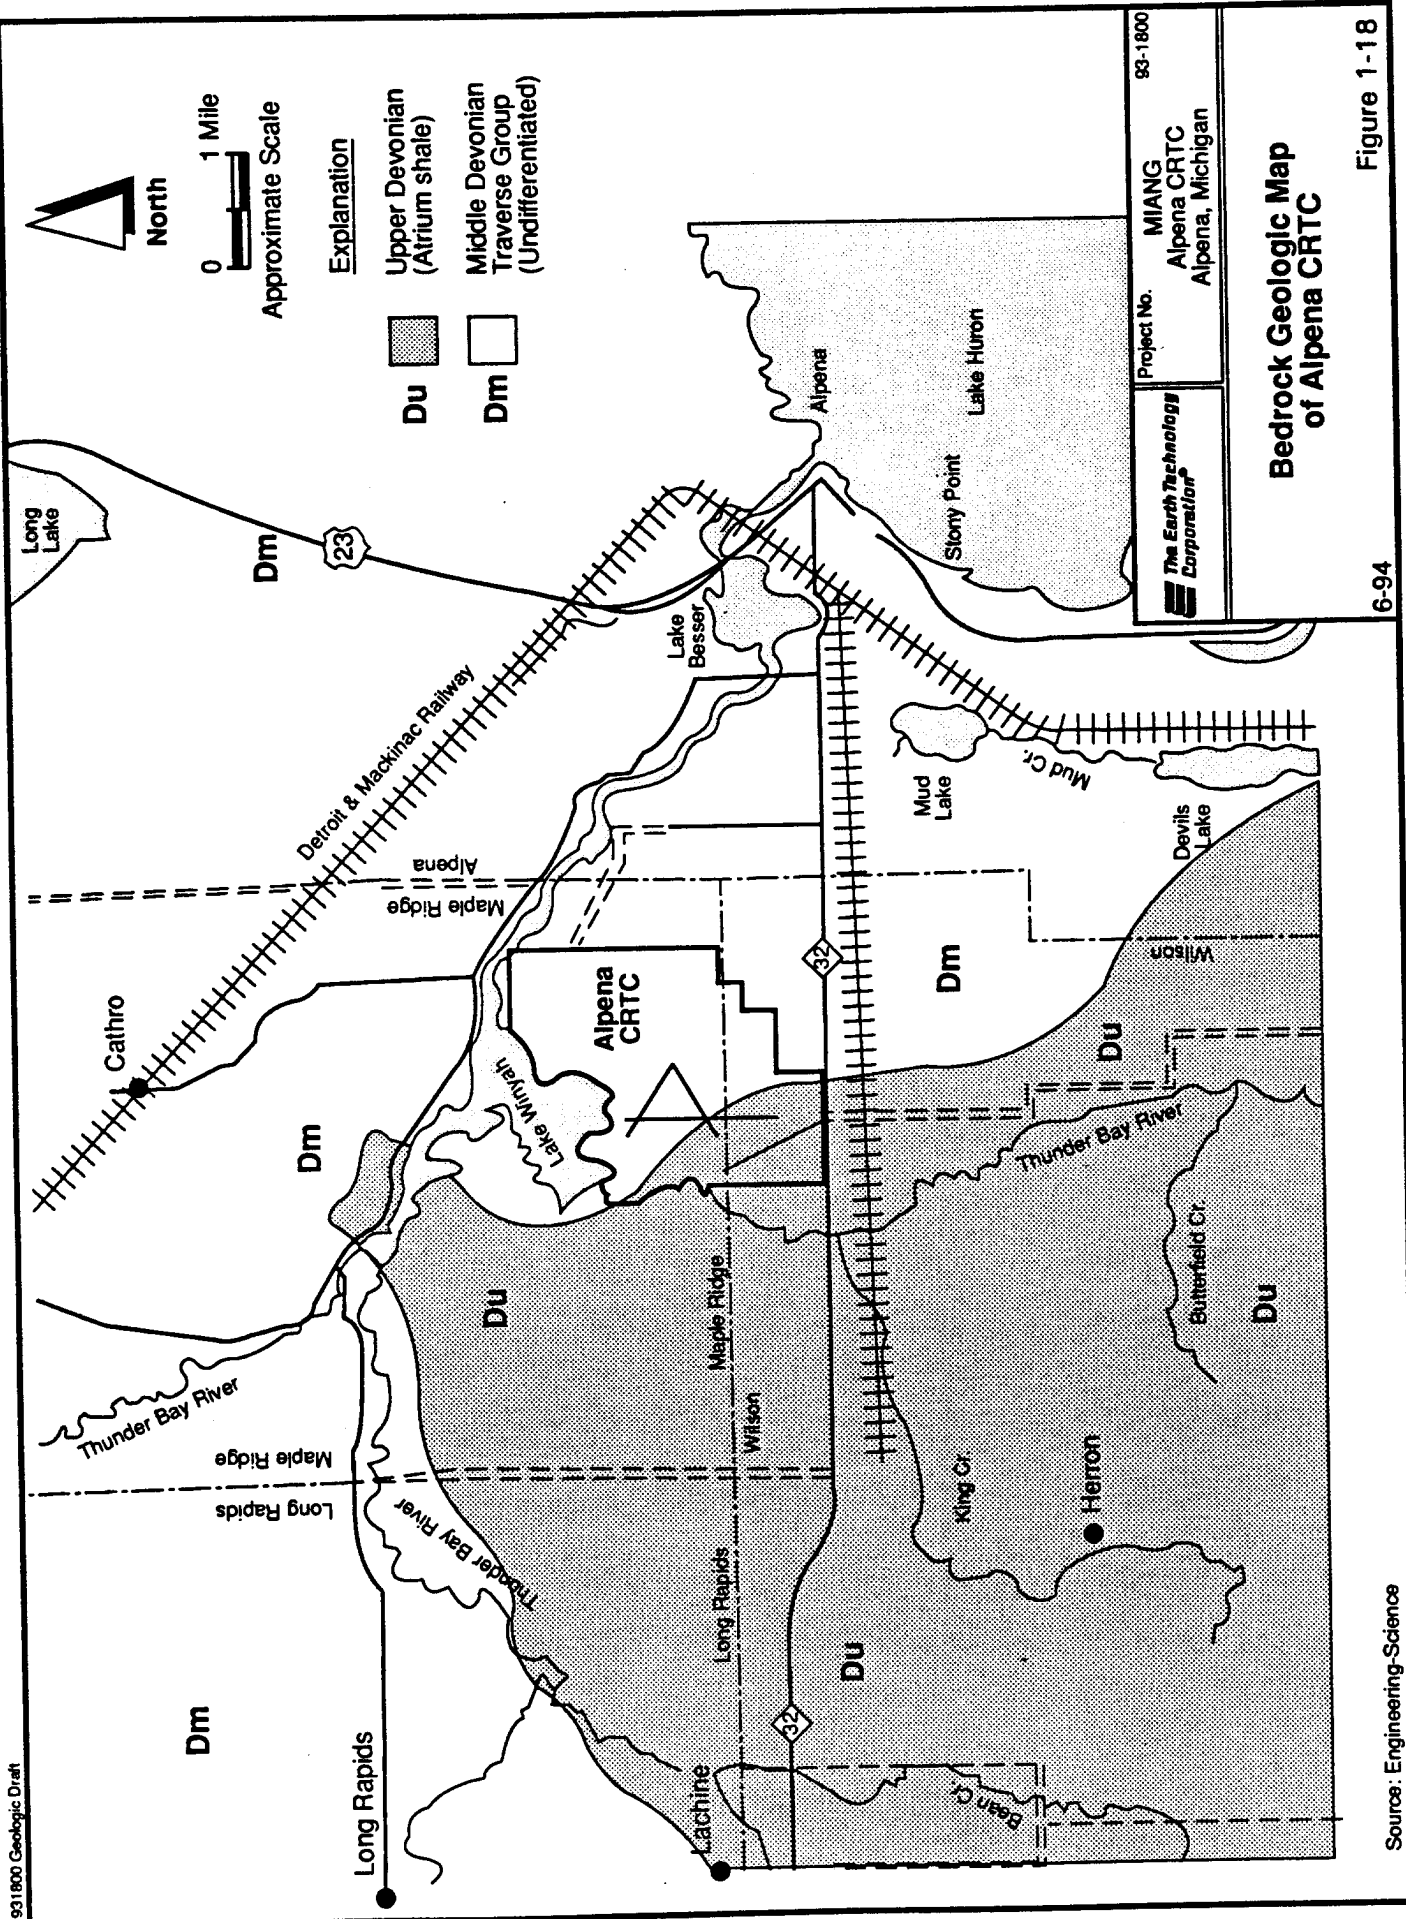 931800 Geologic Draft
North
0 1 Mile
Approximate Scale
Explanation
Du
Upper Devonian
(Atrium shale)
Dm
Middle Devonian
Traverse Group
(Undifferentiated)
Long
Lake
23
Dm
Detroit & Mackinac Railway
Alpena
Maple Ridge
Cathro
Dm
Thunder Bay River
Maple Ridge
Long Rapids
Dm
Long Rapids
Thunder Bay River
Du
Lake Winyah
Alpena
CRTC
Lake
Besser
Alpena
Lake Huron
Stony Point
Maple Ridge
Wilson
Long Rapids
Lachine
32
32
Du
Dm
Mud
Lake
Mud Cr.
Devils
Lake
Wilson
Du
Thunder Bay River
Butterfield Cr.
Du
King Cr.
Herron
Bean Cr.
The Earth Technology
Corporation®
Project No. 93-1800
MIANG
Alpena CRTC
Alpena, Michigan
Bedrock Geologic Map
of Alpena CRTC
6-94
Figure 1-18
Source: Engineering-Science